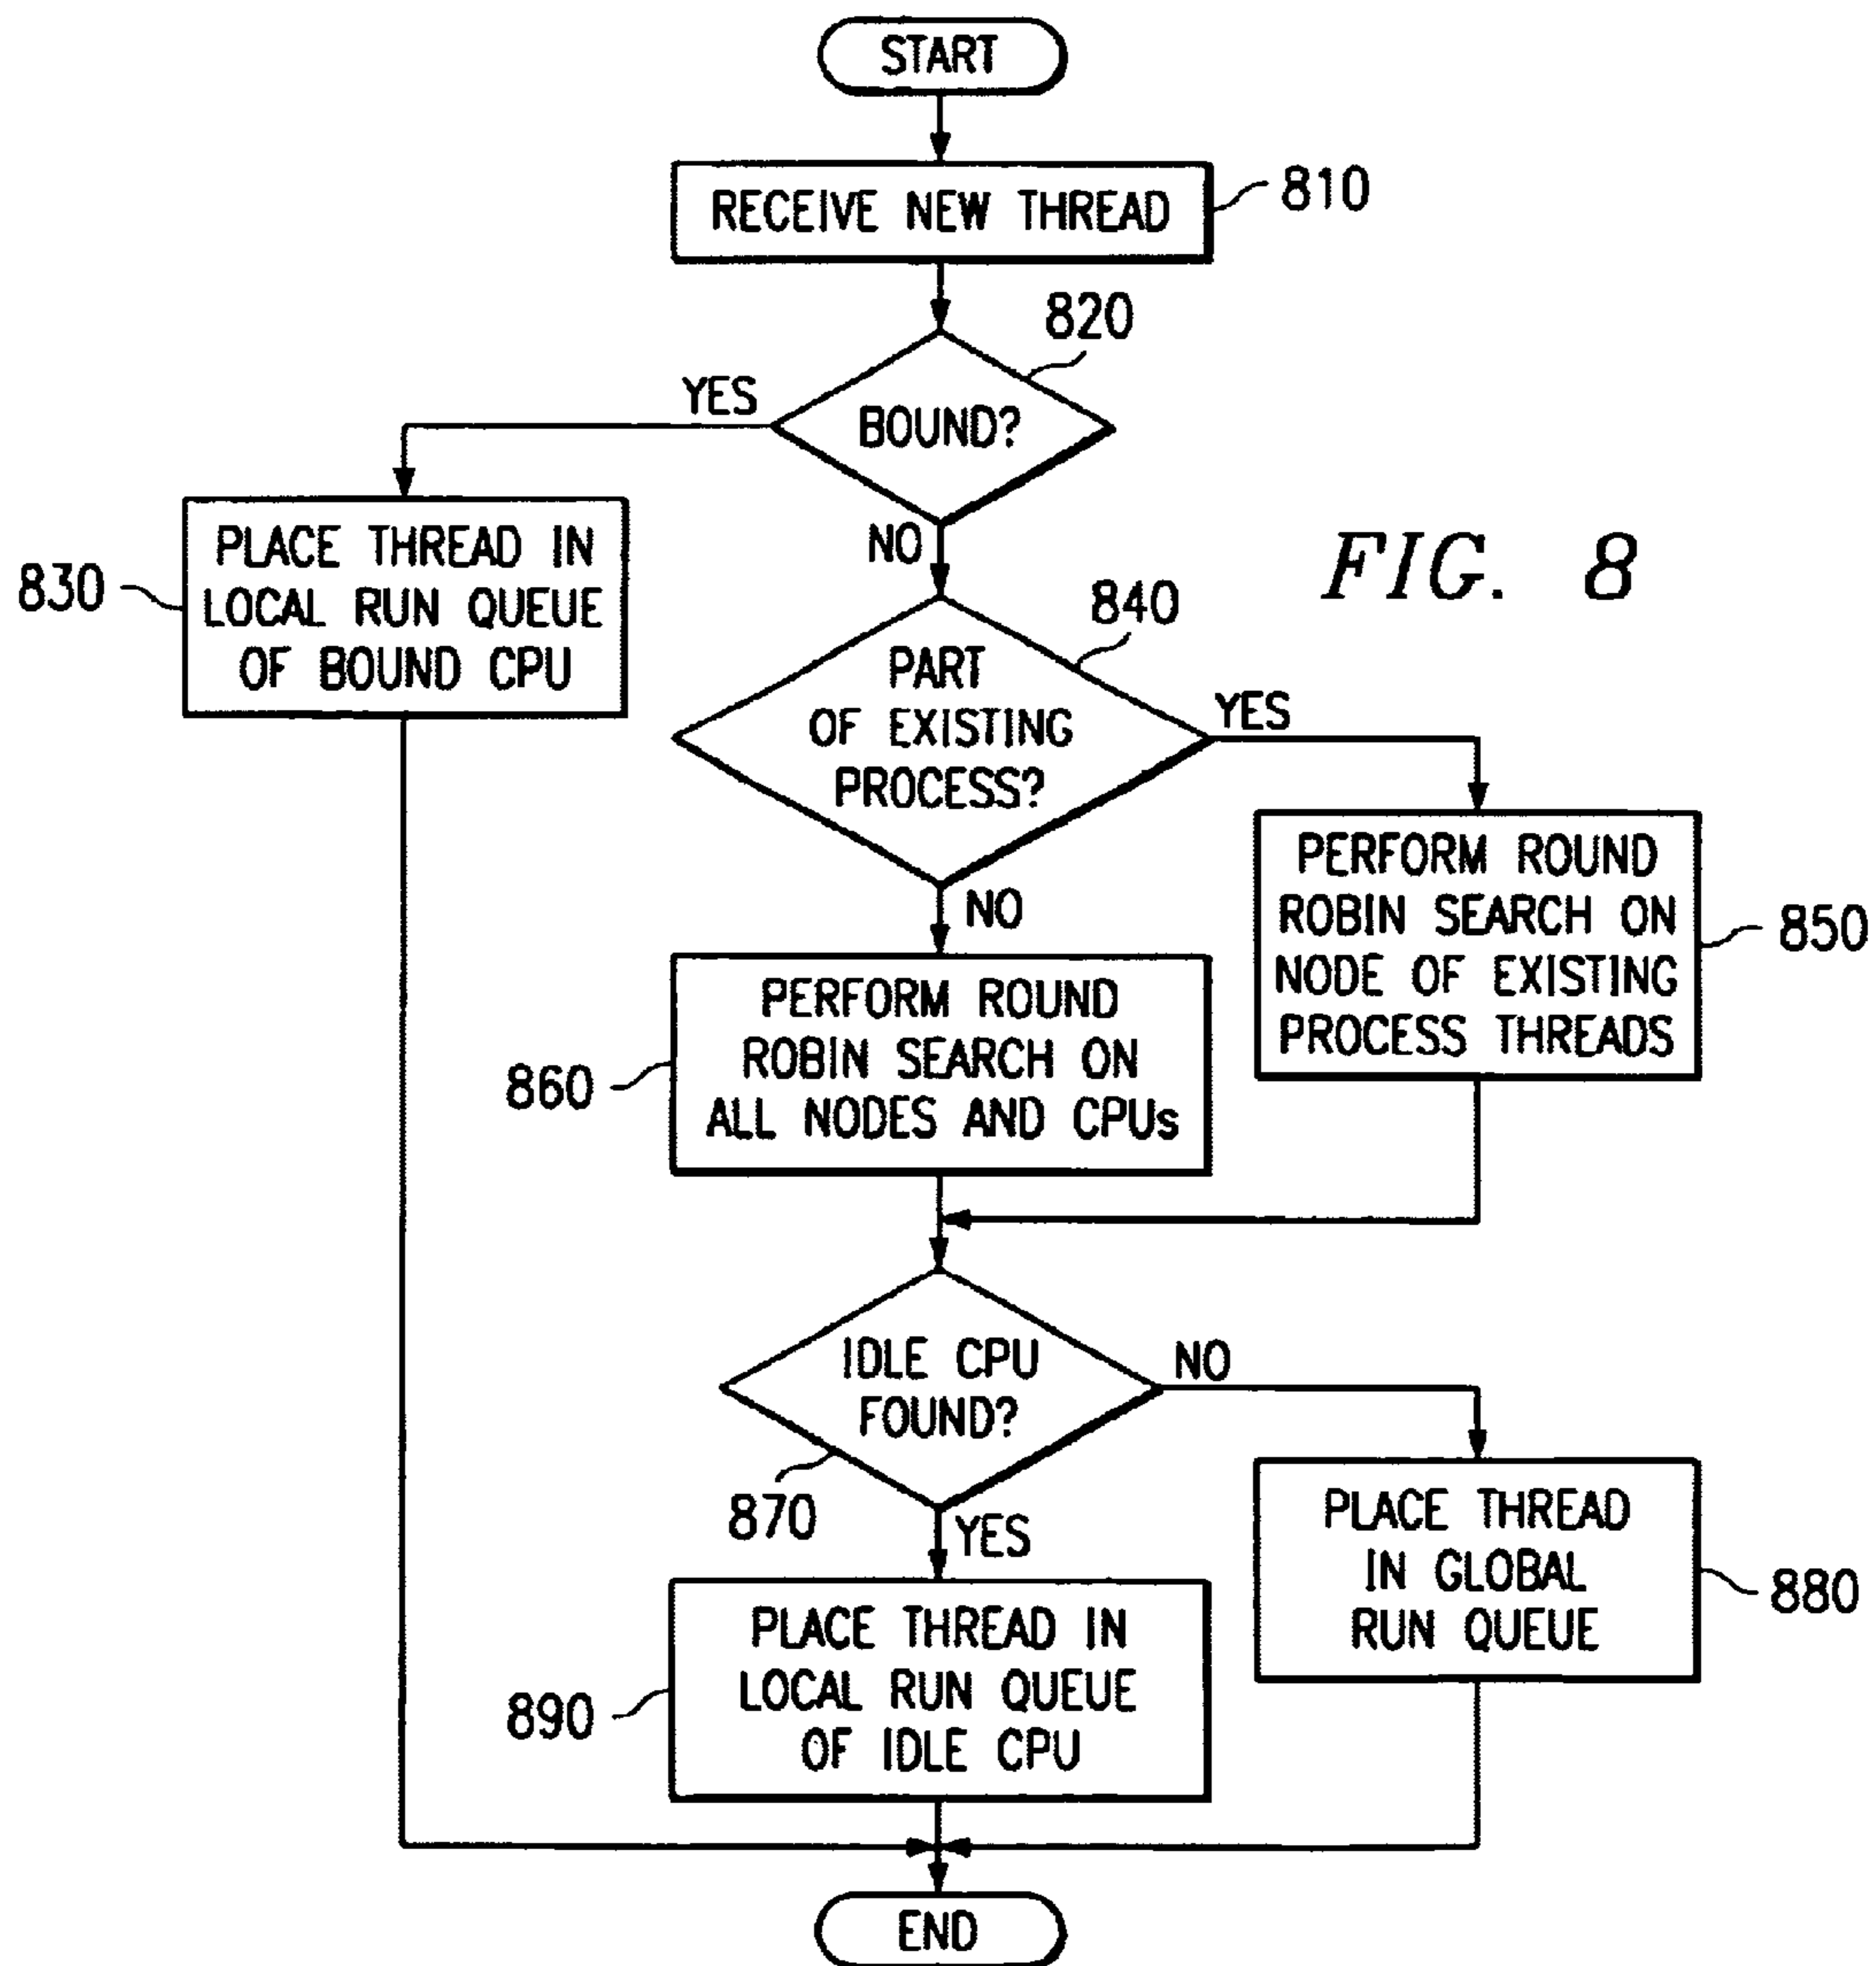 START
RECEIVE NEW THREAD
810
820
YES
BOUND?
NO
FIG. 8
830
PLACE THREAD IN
LOCAL RUN QUEUE
OF BOUND CPU
840
PART
OF EXISTING
PROCESS?
YES
NO
PERFORM ROUND
ROBIN SEARCH ON
NODE OF EXISTING
PROCESS THREADS
850
860
PERFORM ROUND
ROBIN SEARCH ON
ALL NODES AND CPUs
IDLE CPU
FOUND?
NO
870
YES
PLACE THREAD
IN GLOBAL
RUN QUEUE
880
890
PLACE THREAD IN
LOCAL RUN QUEUE
OF IDLE CPU
END